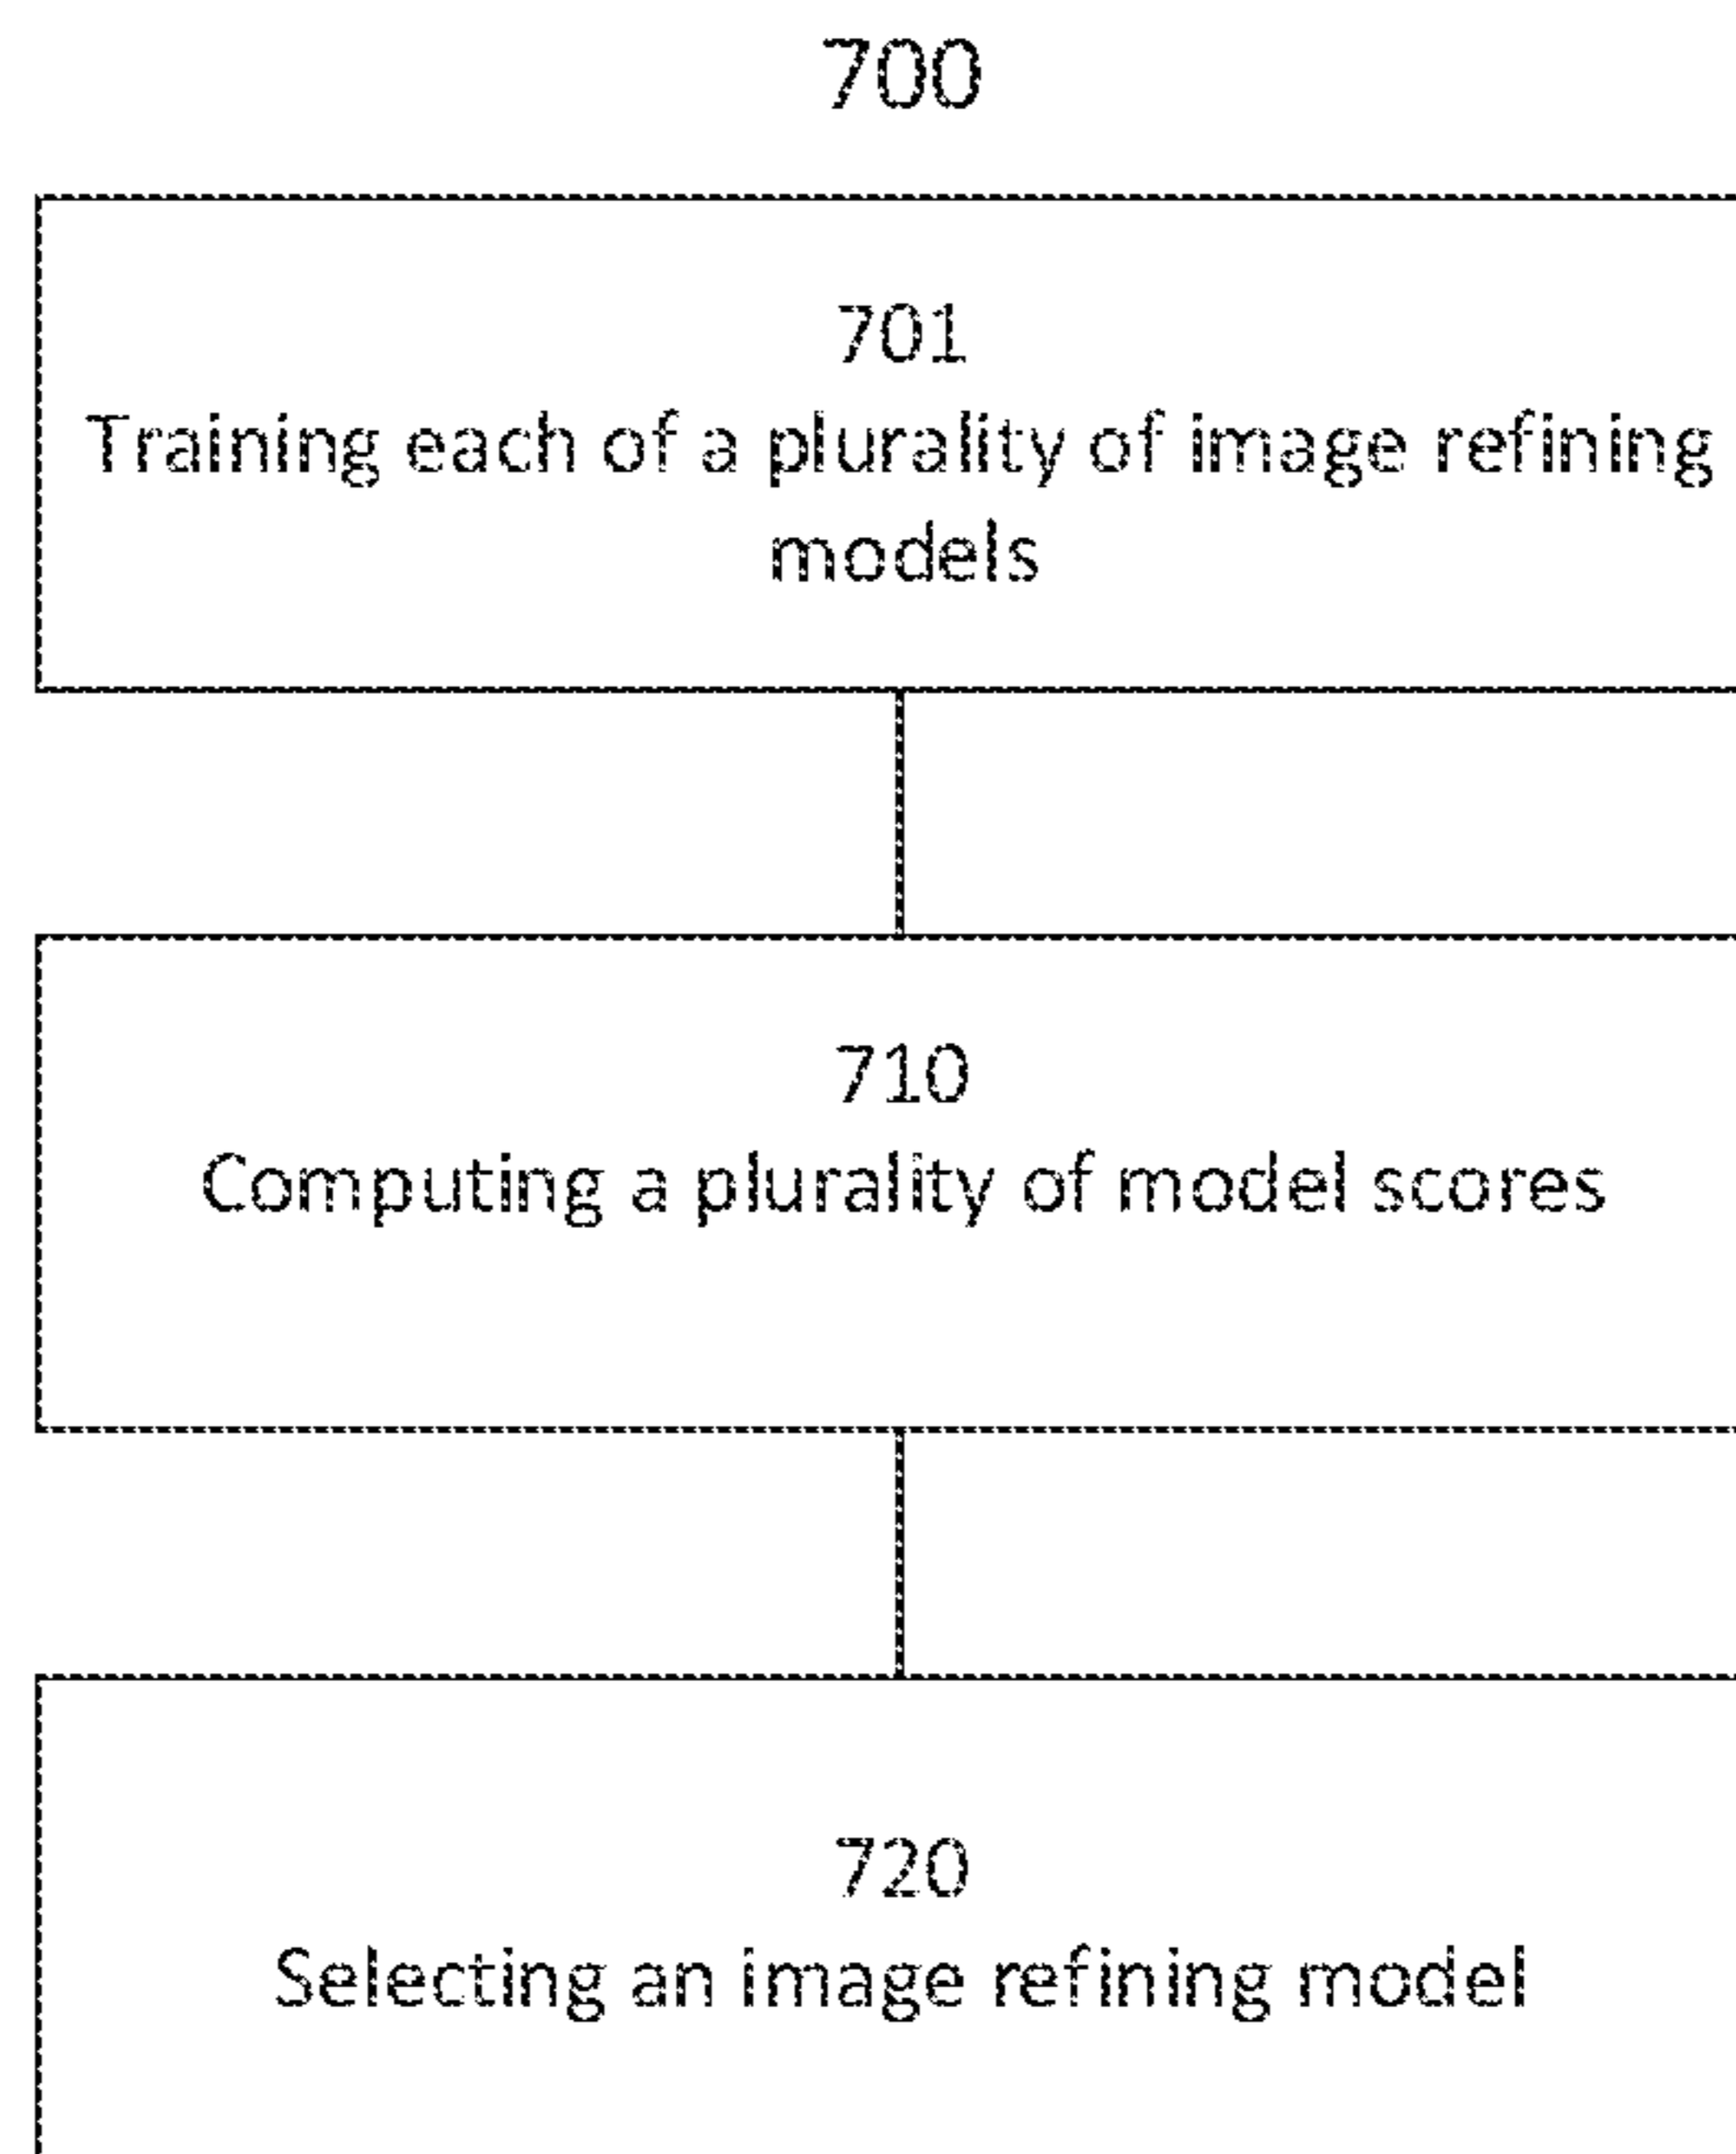 700
701
Training each of a plurality of image refining
models
710
Computing a plurality of model scores
720
Selecting an image refining model